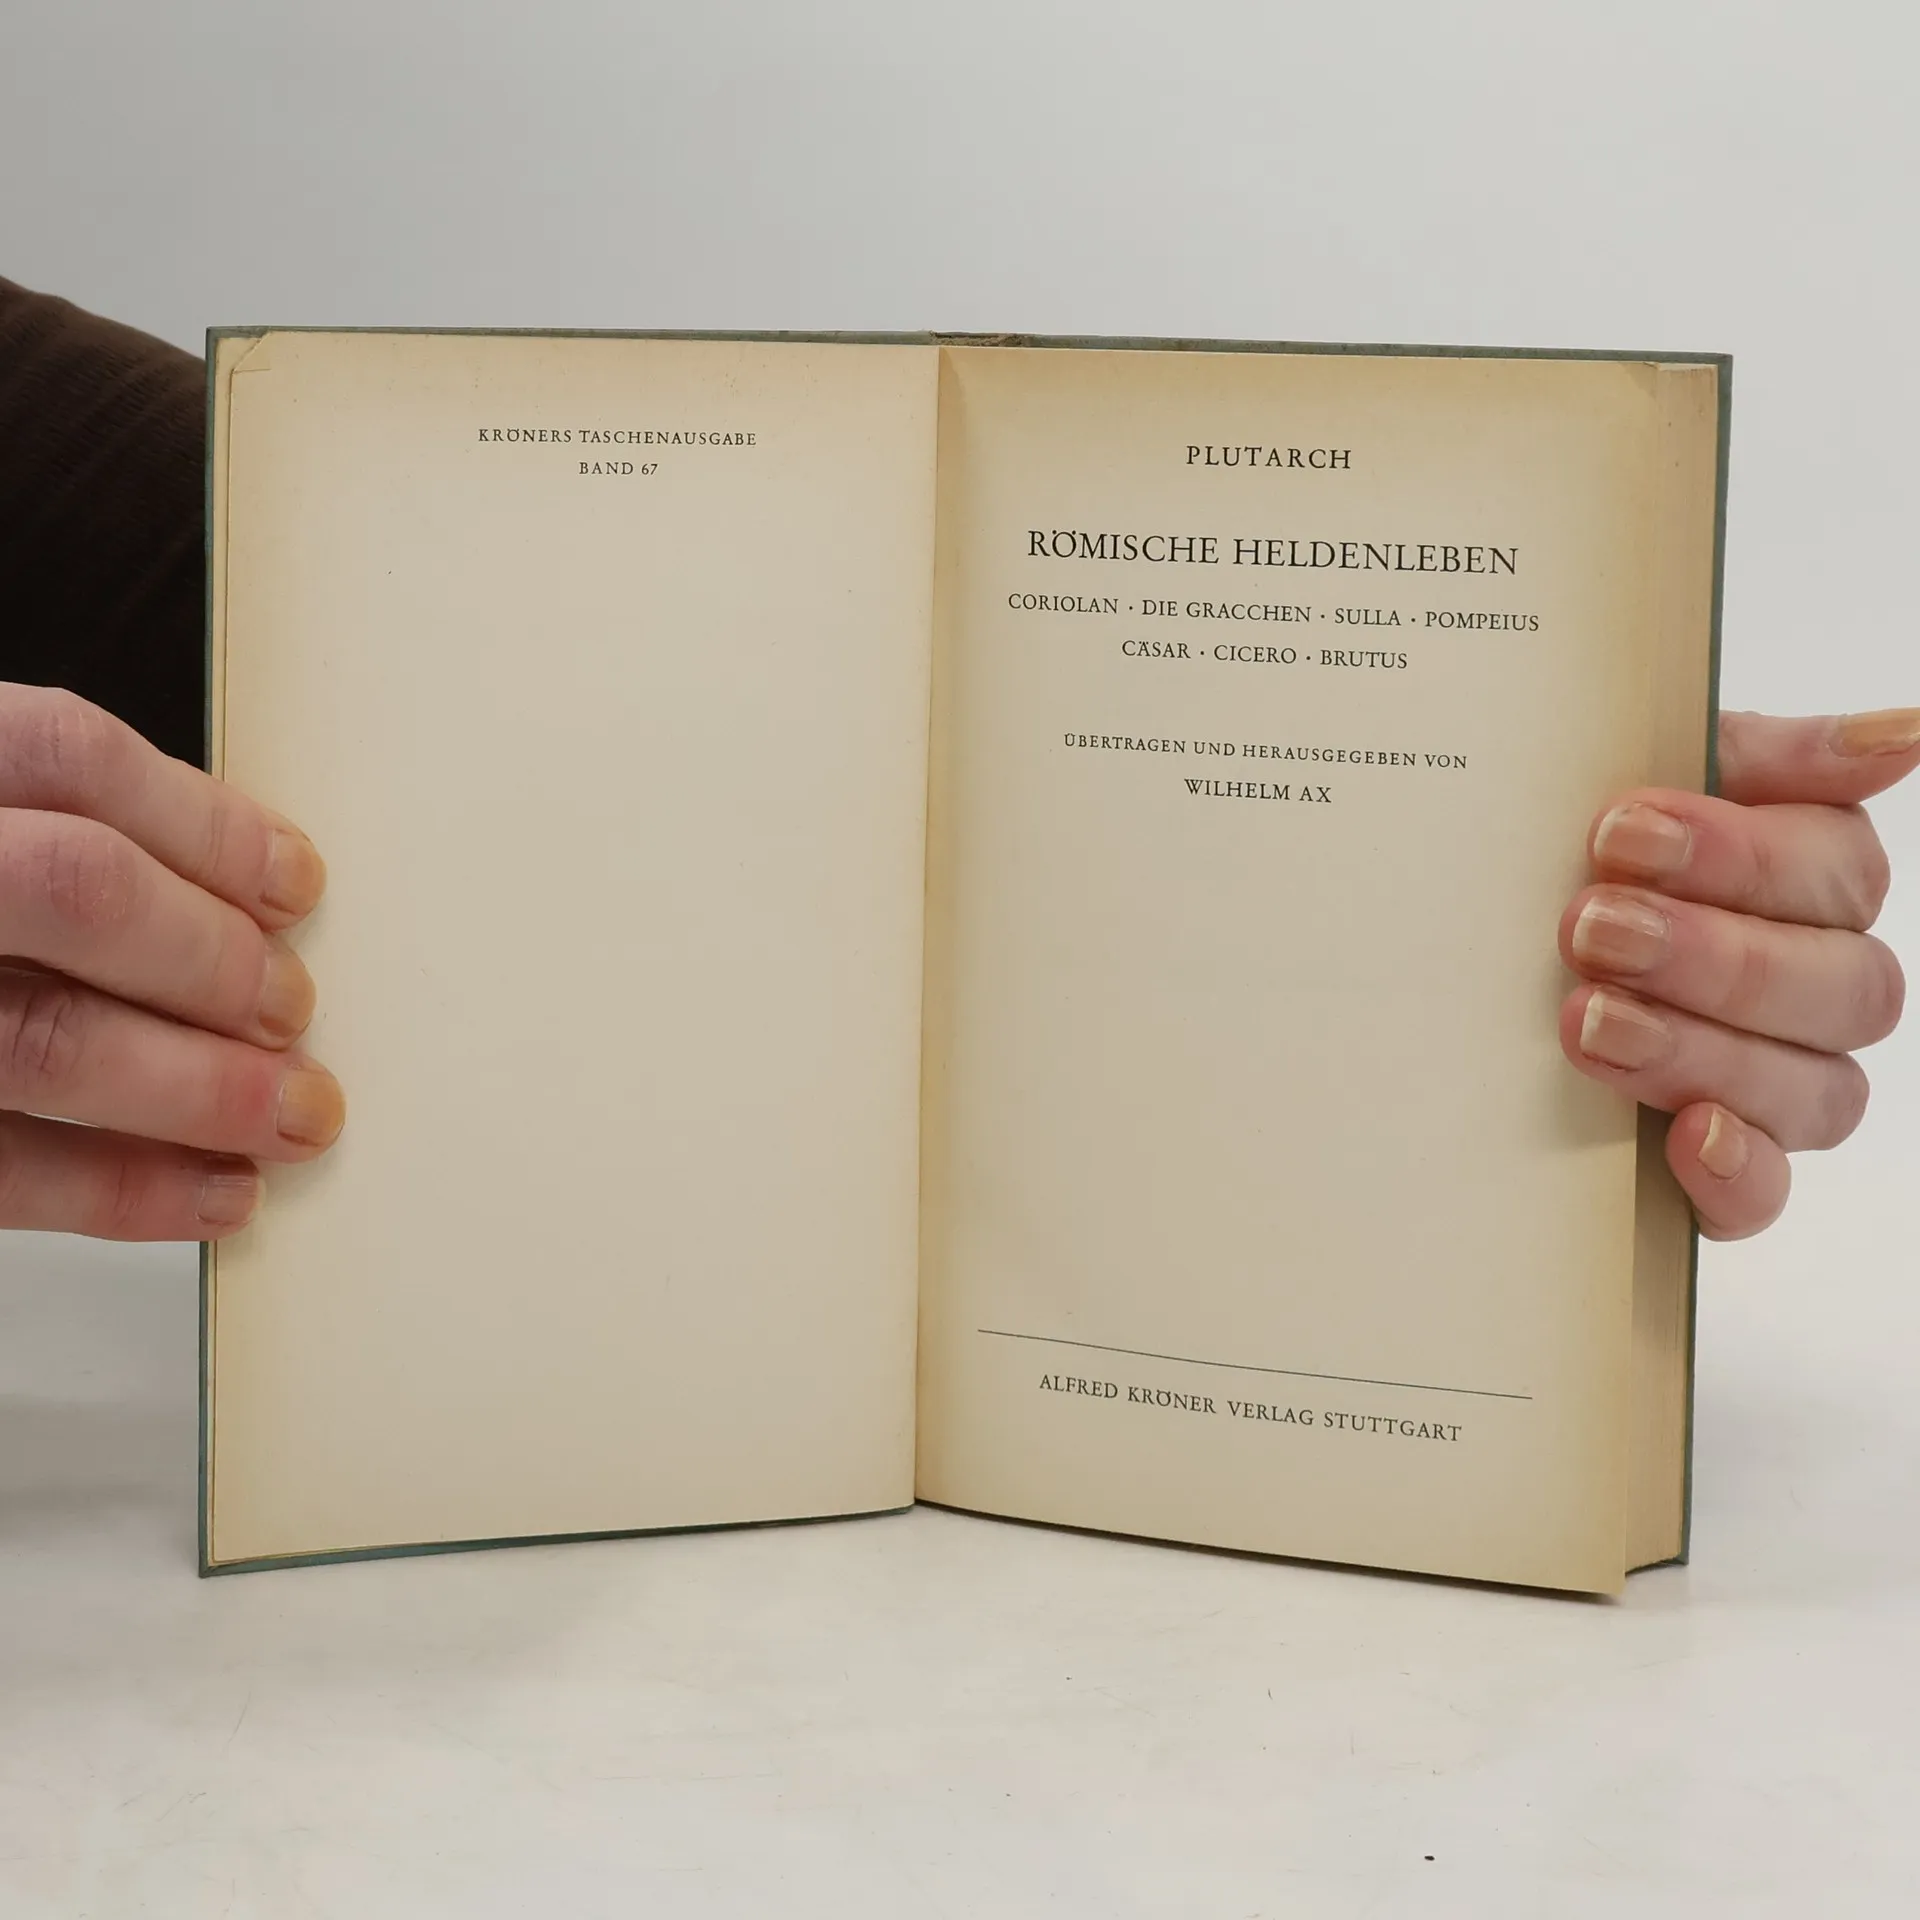 KRÖNERS TASCHENAUSGABE
BAND 67
PLUTARCH
RÖMISCHE HELDENLEBEN
CORIOLAN · DIE GRACCHEN · SULLA · POMPEIUS
CÄSAR · CICERO · BRUTUS
ÜBERTRAGEN UND HERAUSGEGEBEN VON
WILHELM AX
ALFRED KRÖNER VERLAG STUTTGART